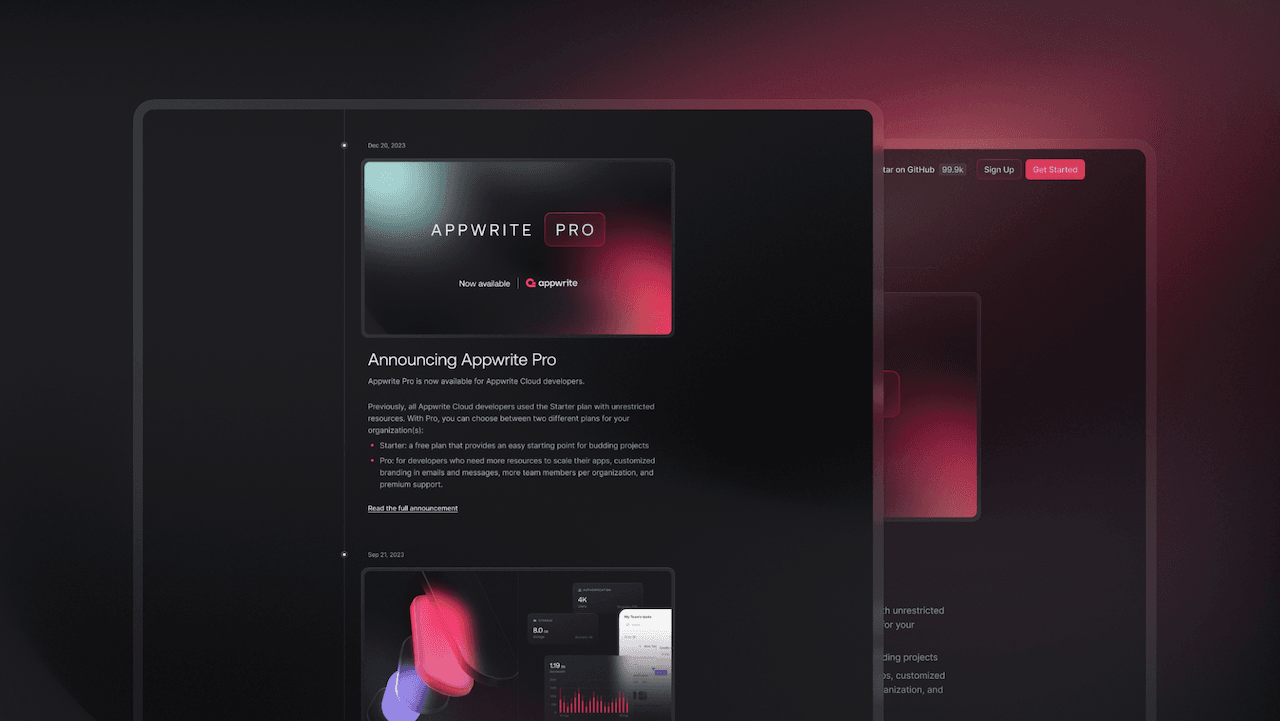 Dec 20, 2023
APPWRITE PRO
Now available appwrite
Announcing Appwrite Pro
Appwrite Pro is now available for Appwrite Cloud developers.
Previously, all Appwrite Cloud developers used the Starter plan with unrestricted
resources. With Pro, you can choose between two different plans for your
organization(s):
Starter: a free plan that provides an easy starting point for budding projects
Pro: for developers who need more resources to scale their apps, customized
branding in emails and messages, more team members per organization, and
premium support.
Read the full announcement
Sep 21, 2023
4K
8.0
My Team's tasks
1.19
tar on GitHub 99.9k Sign Up Get Started
th unrestricted
for your
ding projects
ps, customized
anization, and